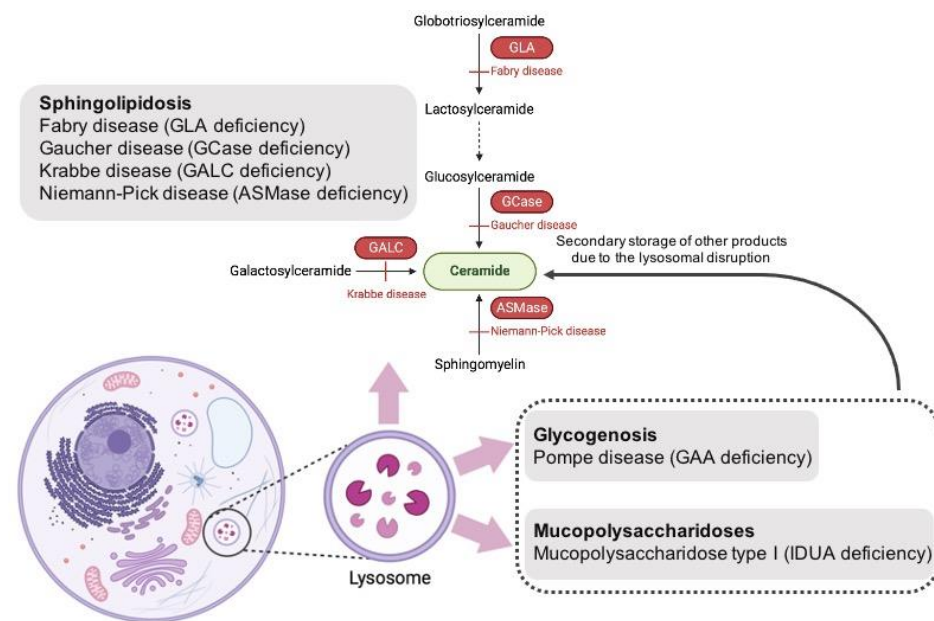 Globotriosylceramide
GLA
Fabry disease
Lactosylceramide
Sphingolipidosis
Fabry disease (GLA deficiency)
Gaucher disease (GCase deficiency)
Krabbe disease (GALC deficiency)
Niemann-Pick disease (ASMase deficiency)
Glucosylceramide
GCase
Gaucher disease
GALC
Galactosylceramide
Krabbe disease
Ceramide
Secondary storage of other products
due to the lysosomal disruption
ASMase
Niemann-Pick disease
Sphingomyelin
Lysosome
Glycogenosis
Pompe disease (GAA deficiency)
Mucopolysaccharidoses
Mucopolysaccharidose type I (IDUA deficiency)